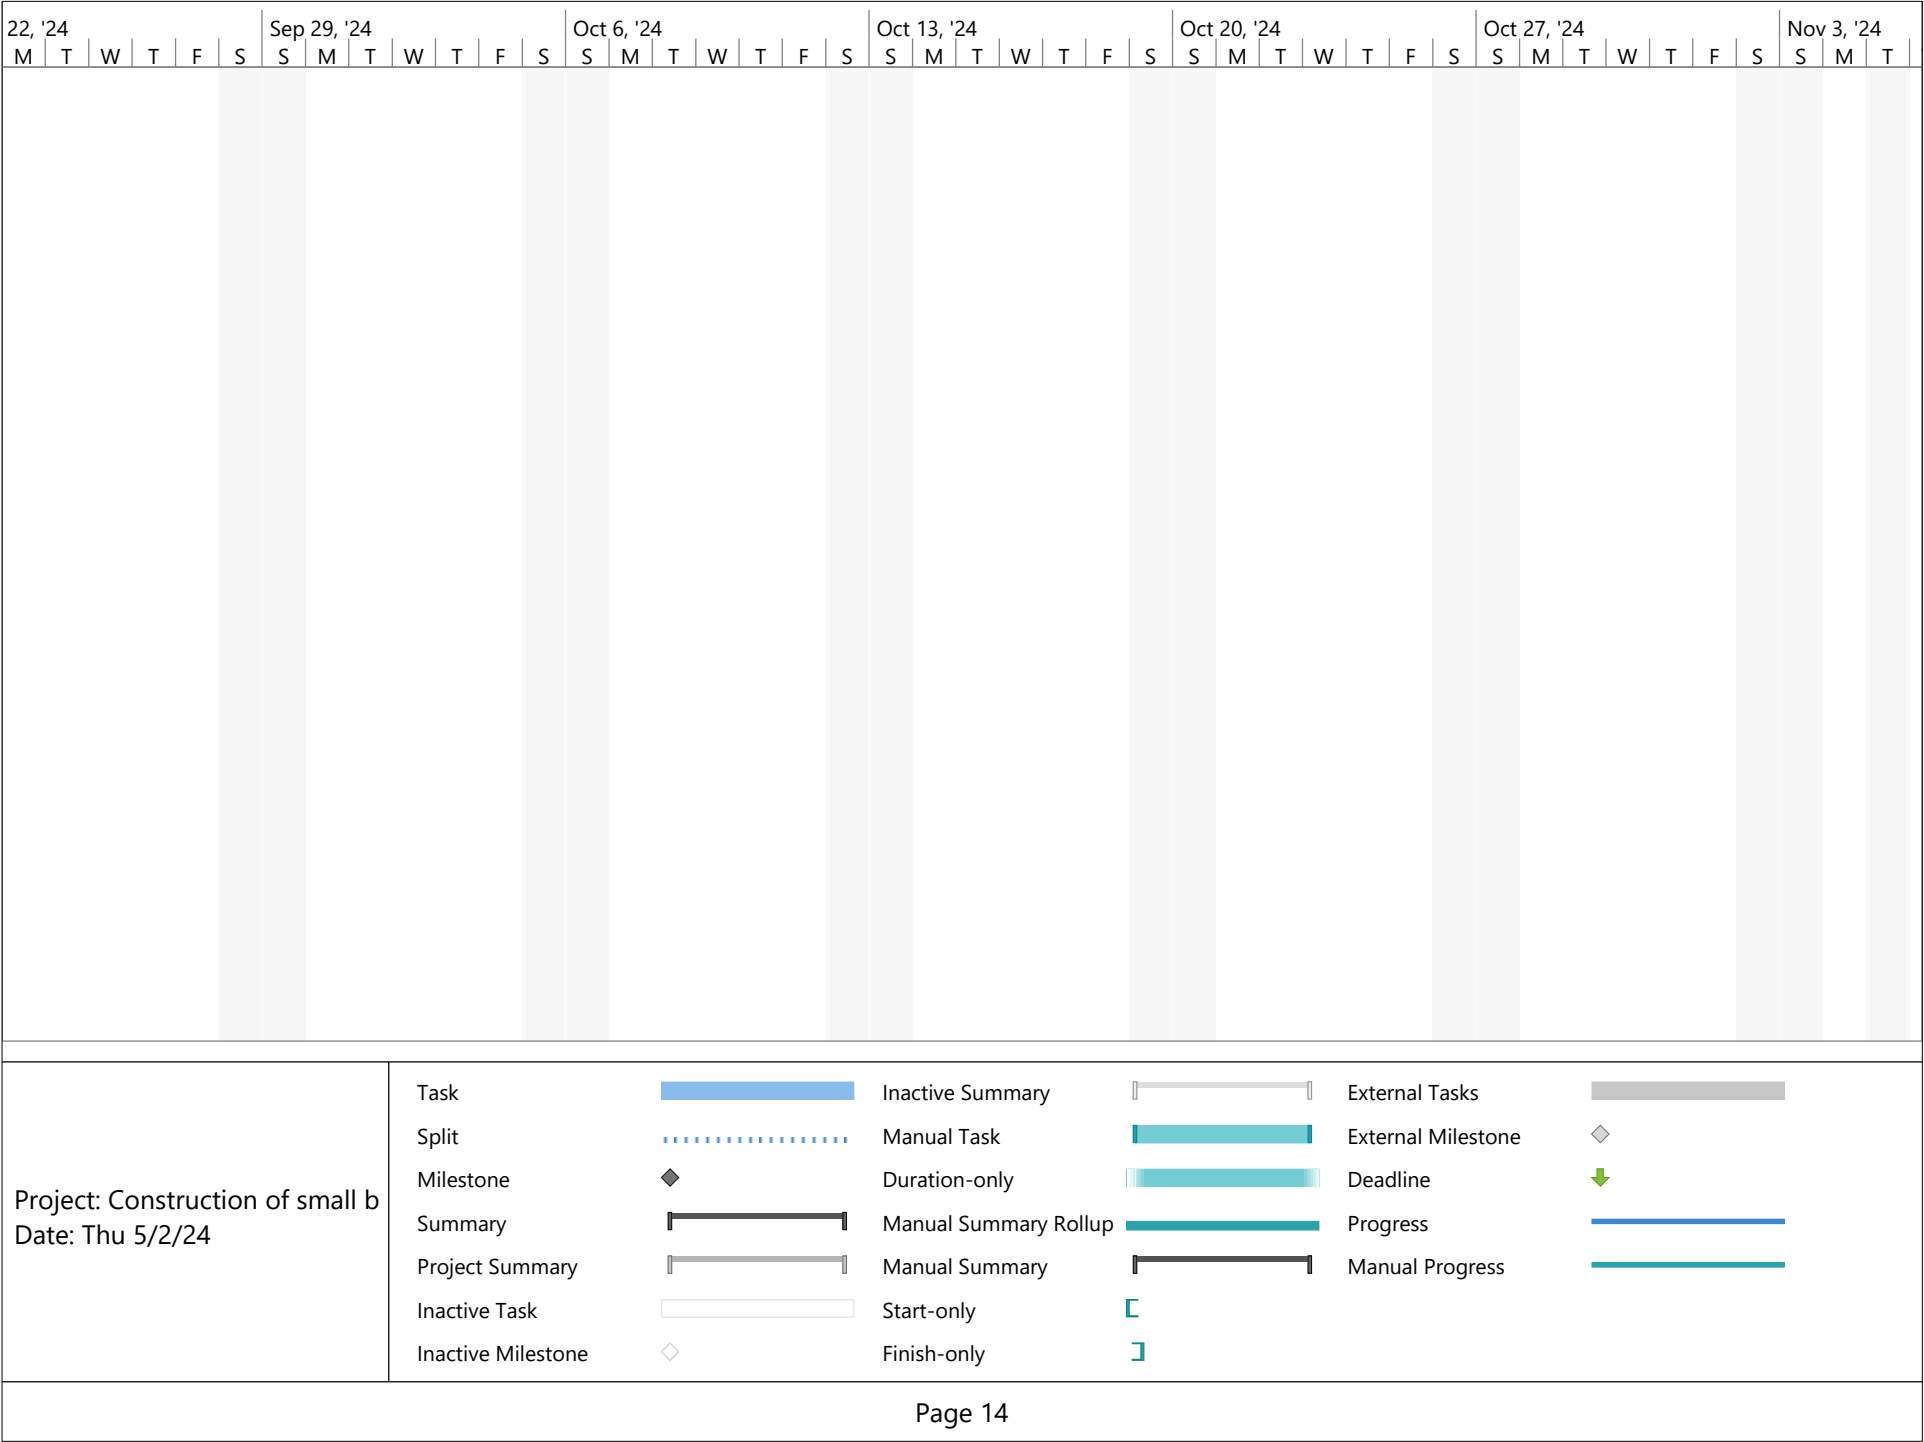 22, '24 Sep 29, '24 Oct 6, '24 Oct 13, '24 Oct 20, '24 Oct 27, '24 Nov 3, '24
M T W T F S S M T W T F S S M T W T F S S M T W T F S S M T W T F S S M T W T F S S M T
Project: Construction of small b
Date: Thu 5/2/24
Task
Split
Milestone
Summary
Project Summary
Inactive Task
Inactive Milestone
Inactive Summary
Manual Task
Duration-only
Manual Summary Rollup
Manual Summary
Start-only
Finish-only
External Tasks
External Milestone
Deadline
Progress
Manual Progress
Page 14